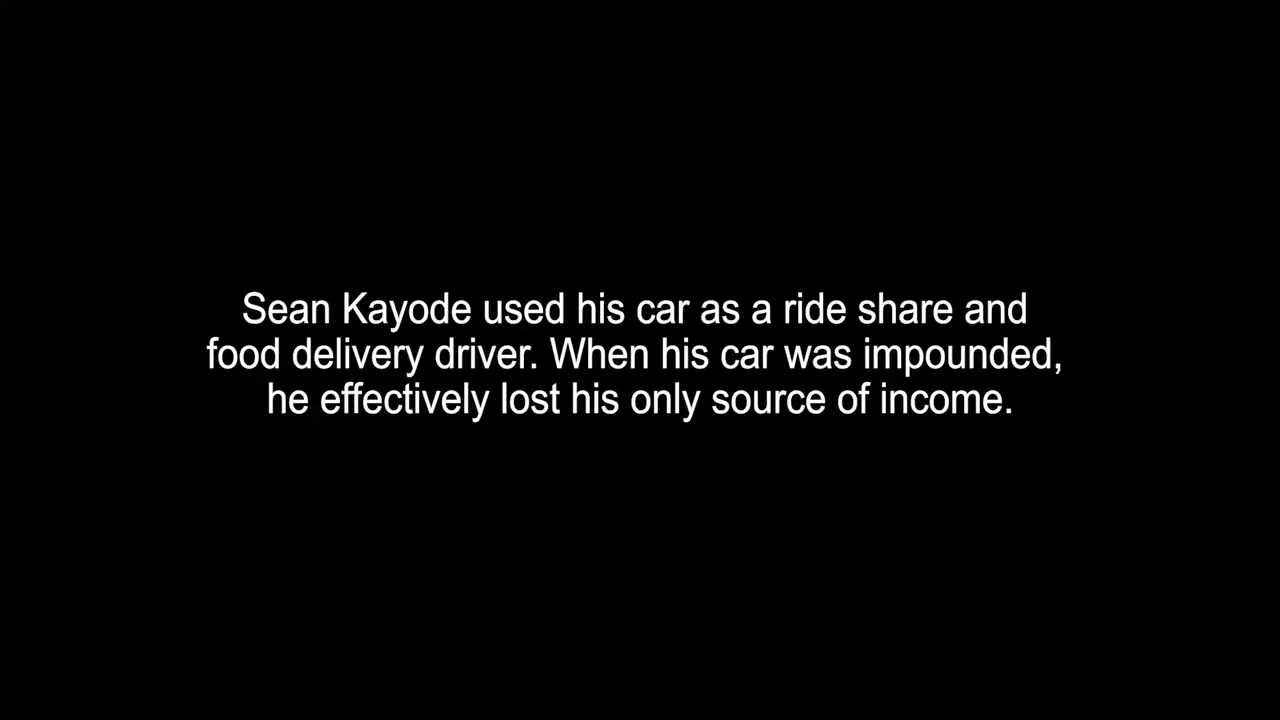 Sean Kayode used his car as a ride share and
food delivery driver. When his car was impounded,
he effectively lost his only source of income.